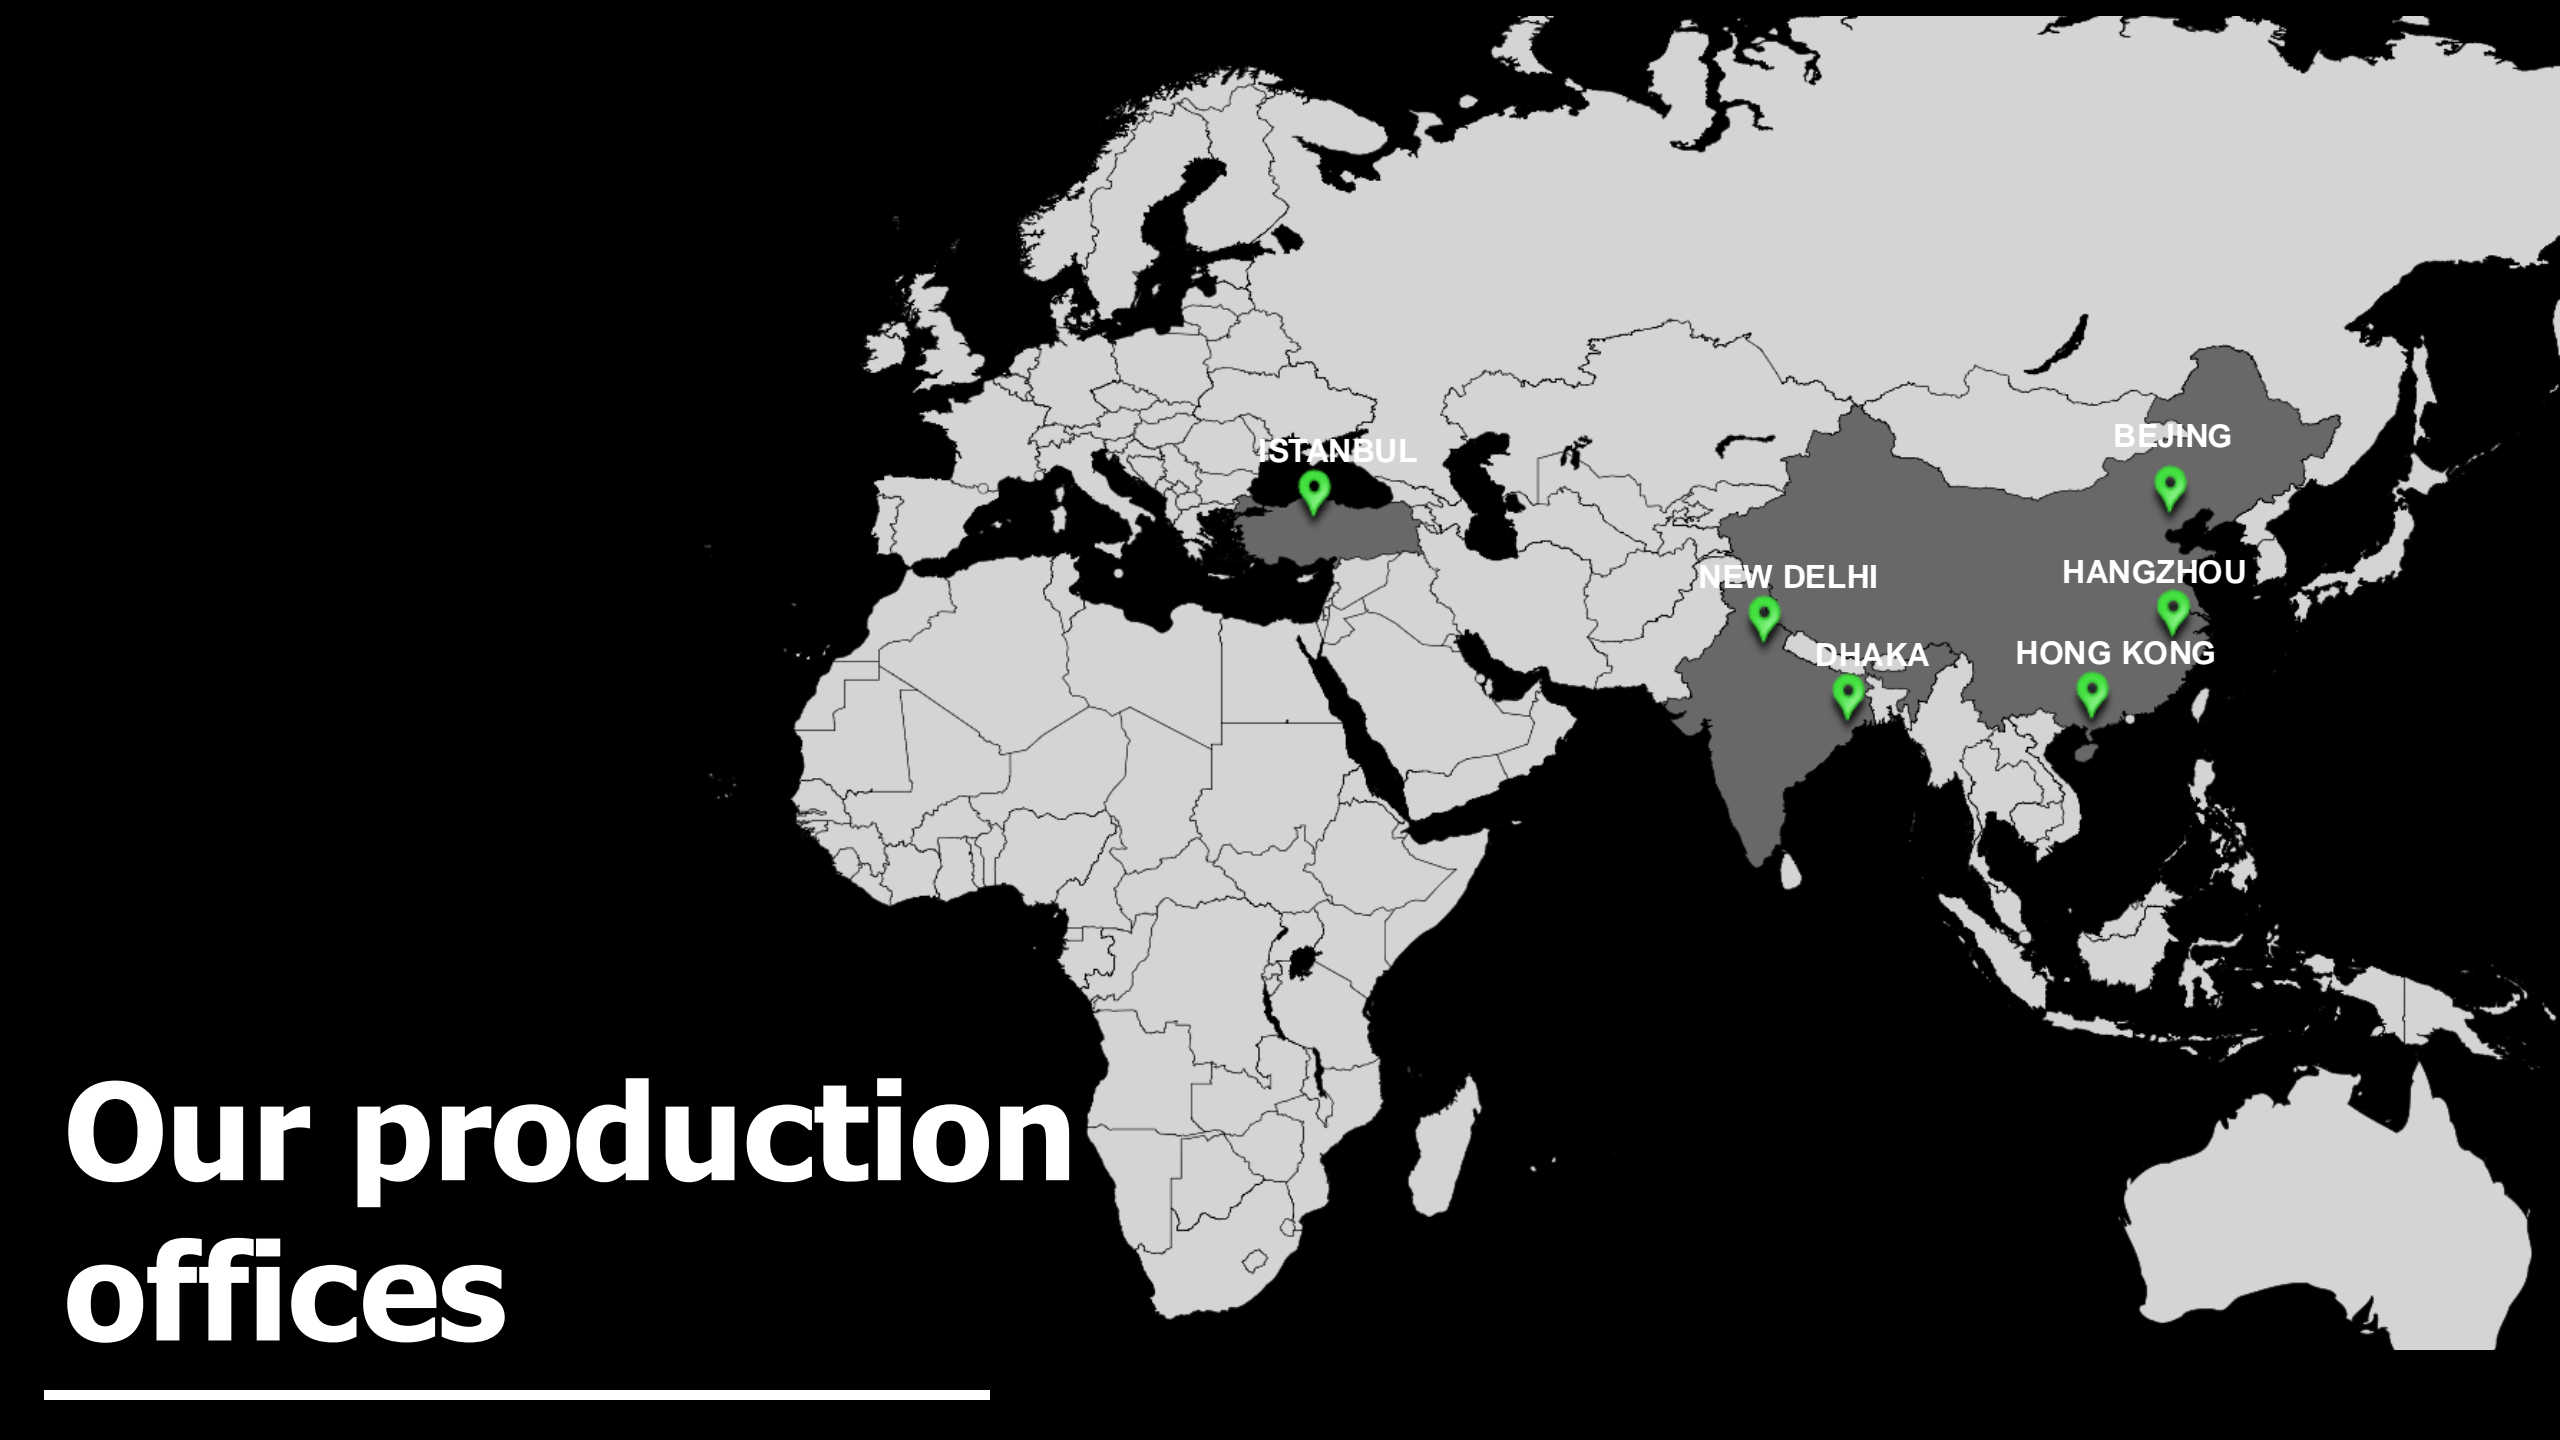 ISTANBUL
BEJING
NEW DELHI
HANGZHOU
DHAKA
HONG KONG
Our production
offices